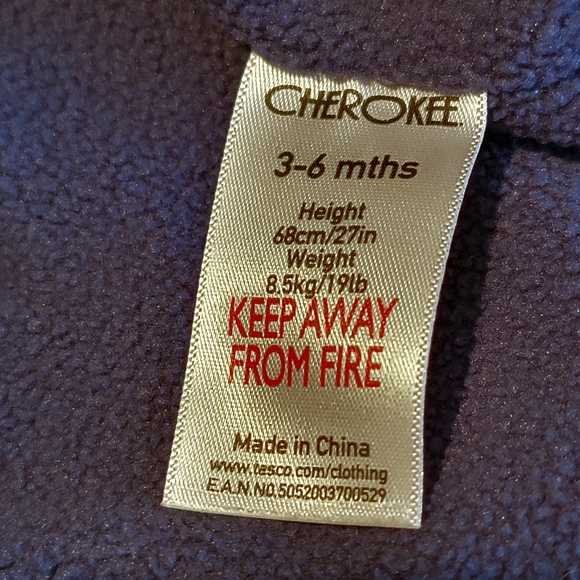 CHEROKEE
3-6 mths
Height
68cm/27in
Weight
8.5kg/19lb
KEEP AWAY
FROM FIRE
Made in China
www.tesco.com/clothing
E.A.N NO.5052003700529